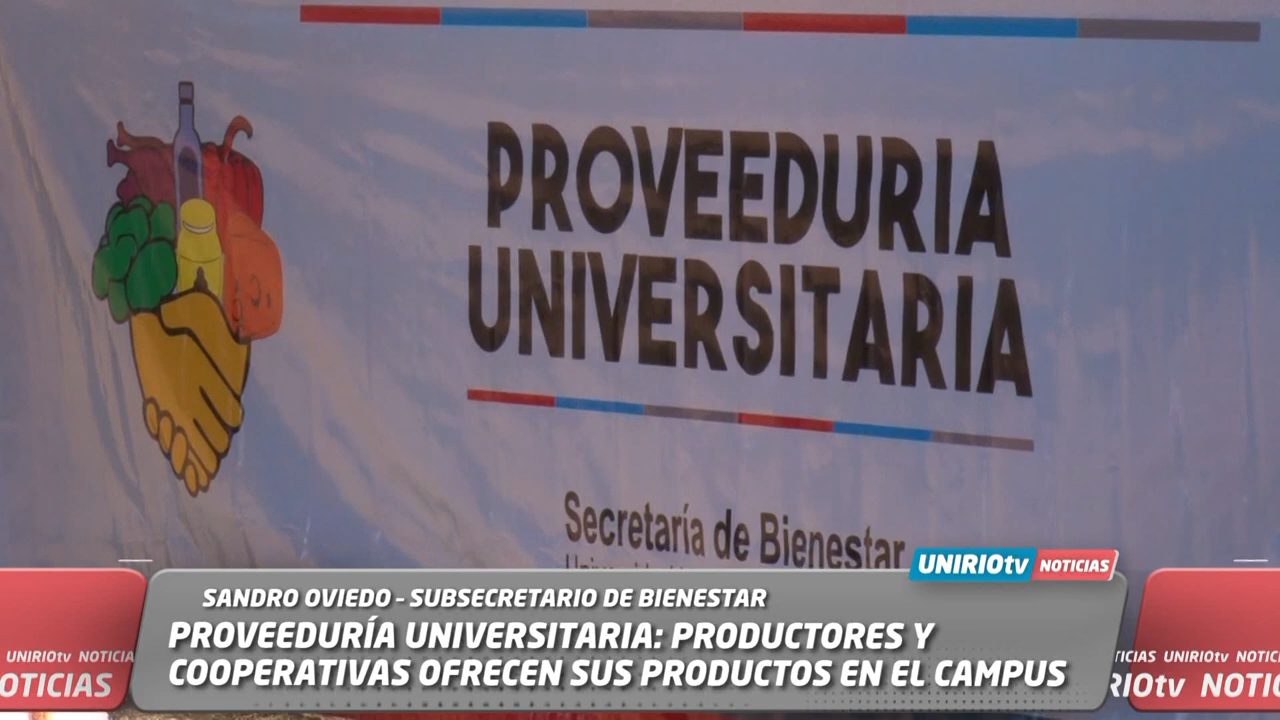 PROVEEDURIA
UNIVERSITARIA
Secretaría de Bienestar
UNIRIOtv NOTICIAS
SANDRO OVIEDO - SUBSECRETARIO DE BIENESTAR
PROVEEDURÍA UNIVERSITARIA: PRODUCTORES Y
COOPERATIVAS OFRECEN SUS PRODUCTOS EN EL CAMPUS
UNIRIOtv NOTICIA
OTICIAS
TICIAS UNIRIOtv NOTIC
RIOtv NOTIC